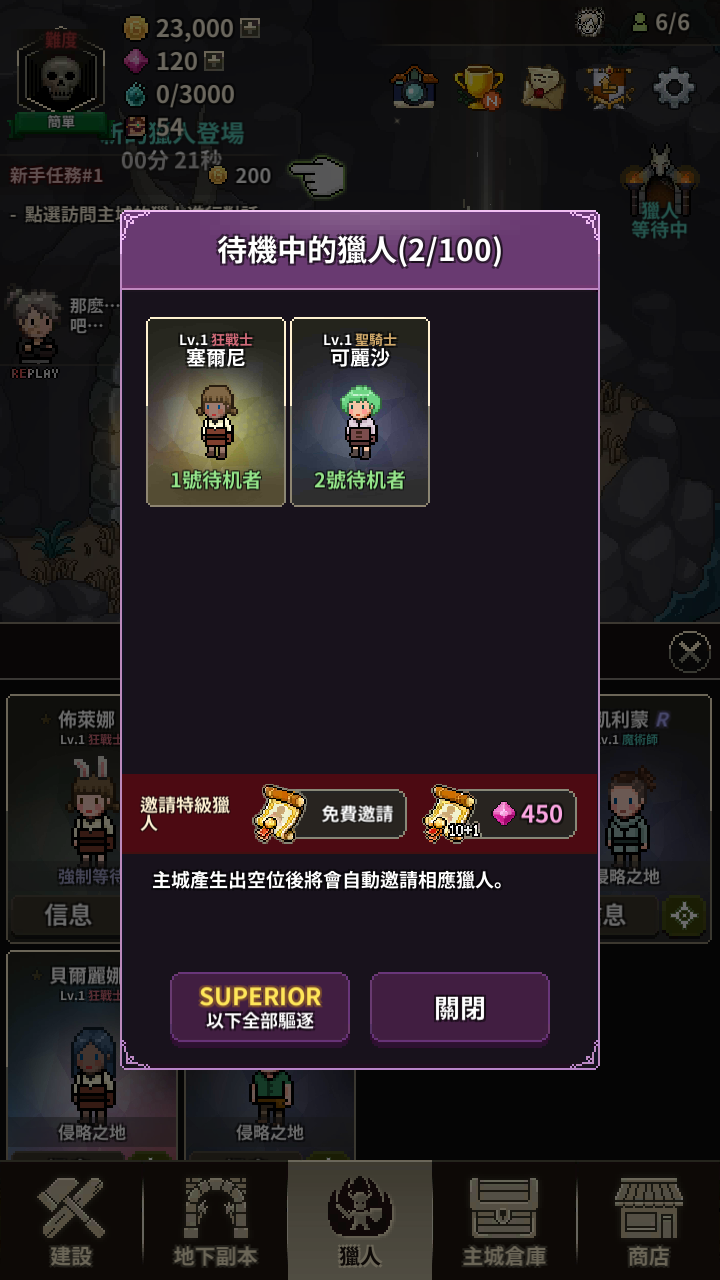 難度
簡單
23,000
120
0/3000
54
6/6
N
新的獵人登場
00分 21秒
新手任務#1
200
獵人
等待中
那麽…
吧…
REPLAY
待機中的獵人(2/100)
Lv.1 狂戰士
塞爾尼
1號待机者
Lv.1 聖騎士
可麗沙
2號待机者
佈萊娜
Lv.1 狂戰士
強制等待
信息
凱利蒙 R
Lv.1 魔術師
侵略之地
息
邀請特級獵
人
免費邀請
10+1
450
主城產生出空位後將會自動邀請相應獵人。
SUPERIOR
以下全部驅逐
關閉
貝爾麗娜
Lv.1 狂戰士
侵略之地
侵略之地
建設
地下副本
獵人
主城倉庫
商店